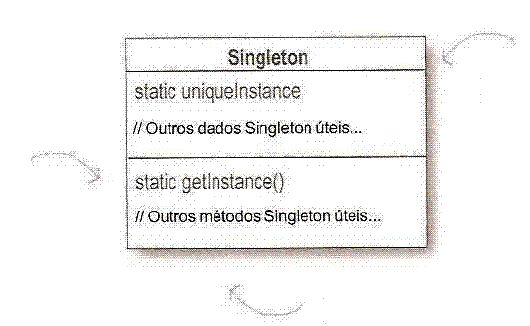 Singleton
static uniqueInstance
// Outros dados Singleton úteis...
static getInstance()
// Outros métodos Singleton úteis...